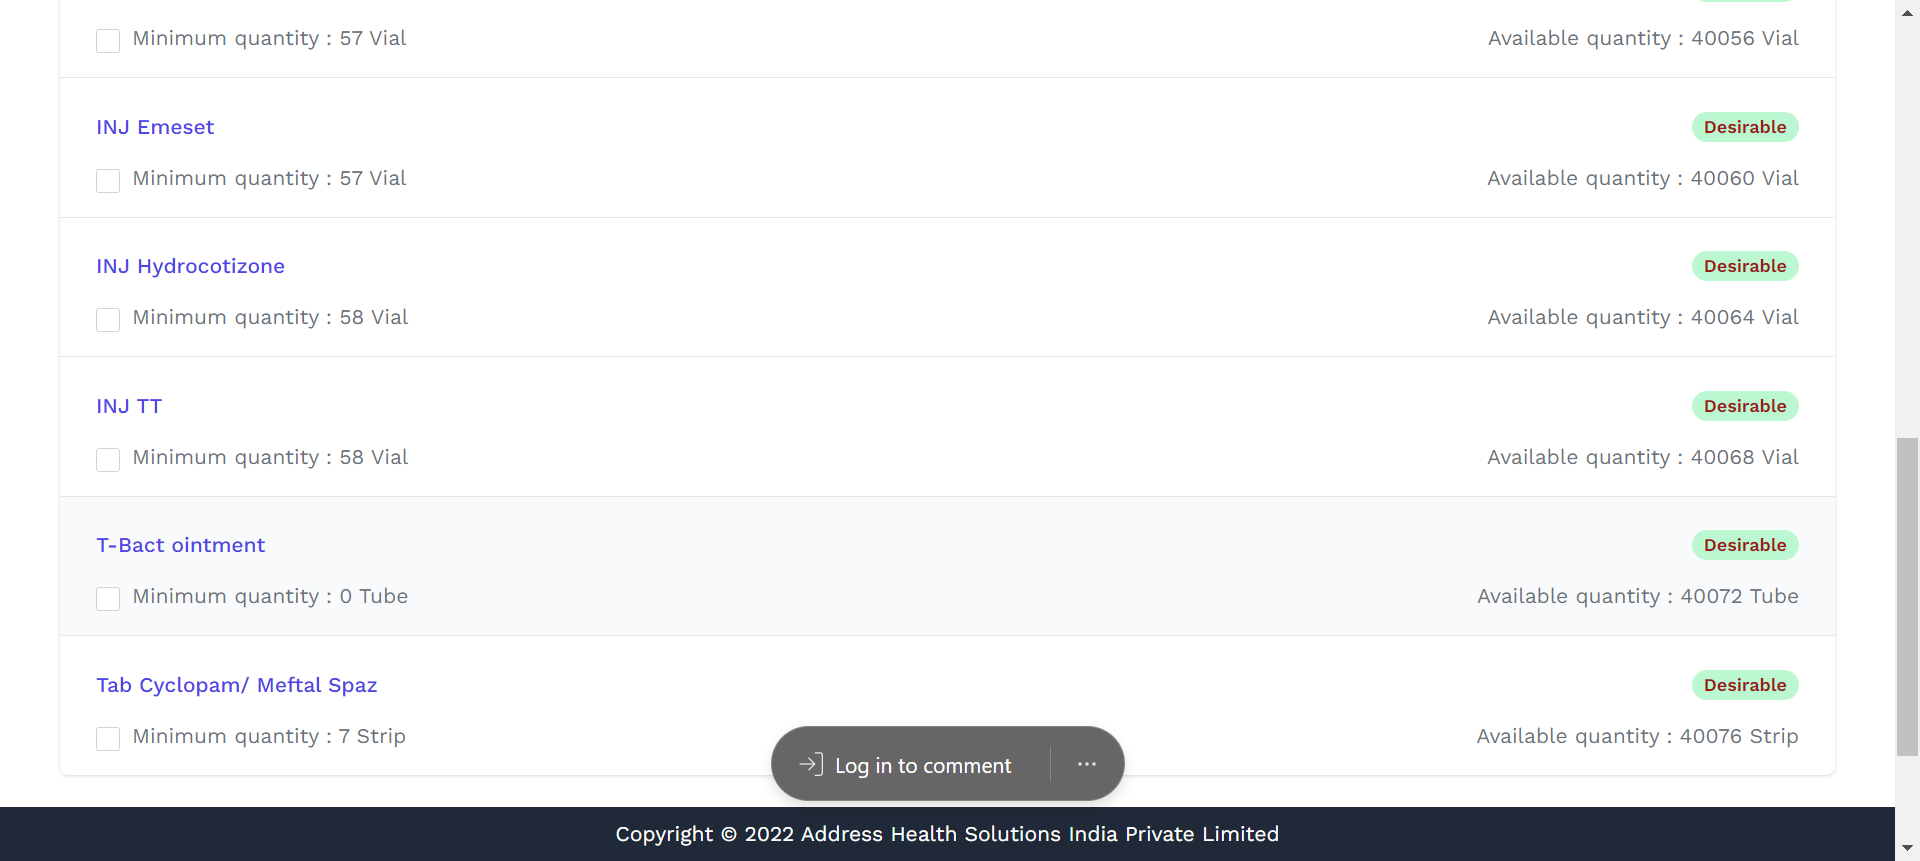 Minimum quantity : 57 Vial
Available quantity : 40056 Vial
INJ Emeset
Desirable
Minimum quantity : 57 Vial
Available quantity : 40060 Vial
INJ Hydrocotizone
Desirable
Minimum quantity : 58 Vial
Available quantity : 40064 Vial
INJ TT
Desirable
Minimum quantity : 58 Vial
Available quantity : 40068 Vial
T-Bact ointment
Desirable
Minimum quantity : 0 Tube
Available quantity : 40072 Tube
Tab Cyclopam/ Meftal Spaz
Desirable
Minimum quantity : 7 Strip
Available quantity : 40076 Strip
Log in to comment
Copyright © 2022 Address Health Solutions India Private Limited